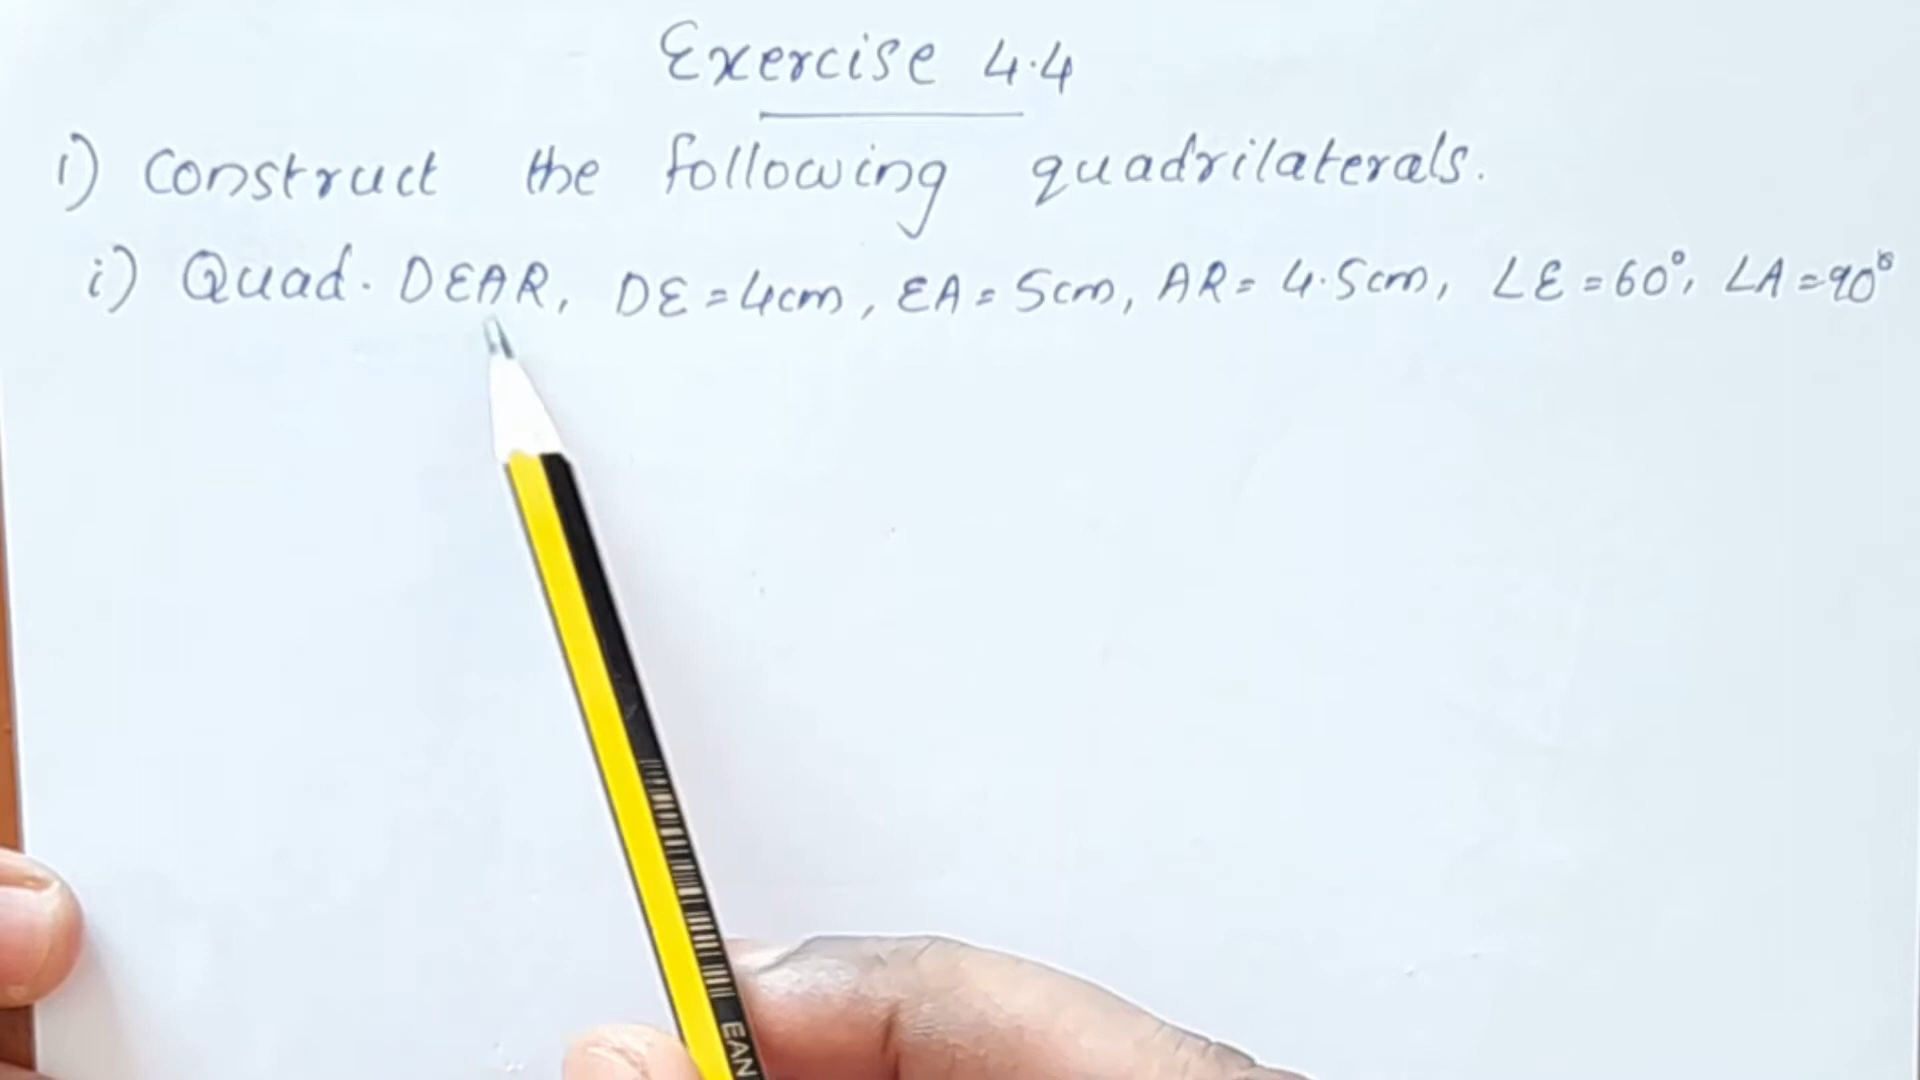 Exercise 4.4
1) Construct the following quadrilaterals.
i) Quad. DEAR, DE = 4cm, EA = 5cm, AR = 4.5cm, ∠E = 60°, ∠A = 90°
EAN